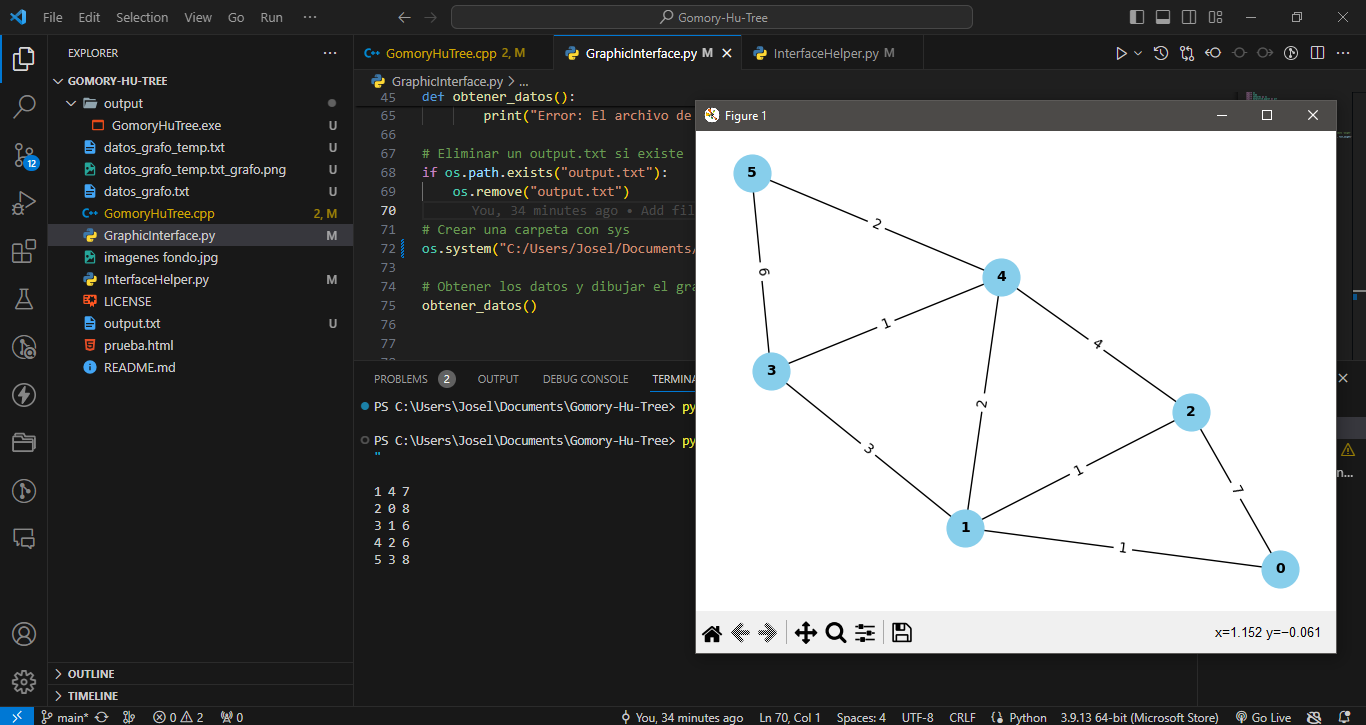 File Edit Selection View Go Run ··· Gomory-Hu-Tree
EXPLORER ···
GOMORY-HU-TREE
output
GomoryHuTree.exe U
datos_grafo_temp.txt U
datos_grafo_temp.txt_grafo.png U
datos_grafo.txt U
GomoryHuTree.cpp 2, M
GraphicInterface.py M
imagenes fondo.jpg
InterfaceHelper.py M
LICENSE
output.txt U
prueba.html
README.md
OUTLINE
TIMELINE
12
GomoryHuTree.cpp 2, M GraphicInterface.py M InterfaceHelper.py M
GraphicInterface.py > ...
45 def obtener_datos():
65 print("Error: El archivo de
66
67 # Eliminar un output.txt si existe
68 if os.path.exists("output.txt"):
69 os.remove("output.txt")
70 You, 34 minutes ago • Add fil
71 # Crear una carpeta con sys
72 os.system("C:/Users/Josel/Documents/
73
74 # Obtener los datos y dibujar el gra
75 obtener_datos()
76
77
PROBLEMS 2 OUTPUT DEBUG CONSOLE TERMINA
PS C:\Users\Josel\Documents\Gomory-Hu-Tree> py
PS C:\Users\Josel\Documents\Gomory-Hu-Tree> py
"
1 4 7
2 0 8
3 1 6
4 2 6
5 3 8
Figure 1
5
2
4
6
1
4
3
2
2
3
1
7
1
1
0
x=1.152 y=−0.061
n...
main* 0 2 0 You, 34 minutes ago Ln 70, Col 1 Spaces: 4 UTF-8 CRLF Python 3.9.13 64-bit (Microsoft Store) Go Live